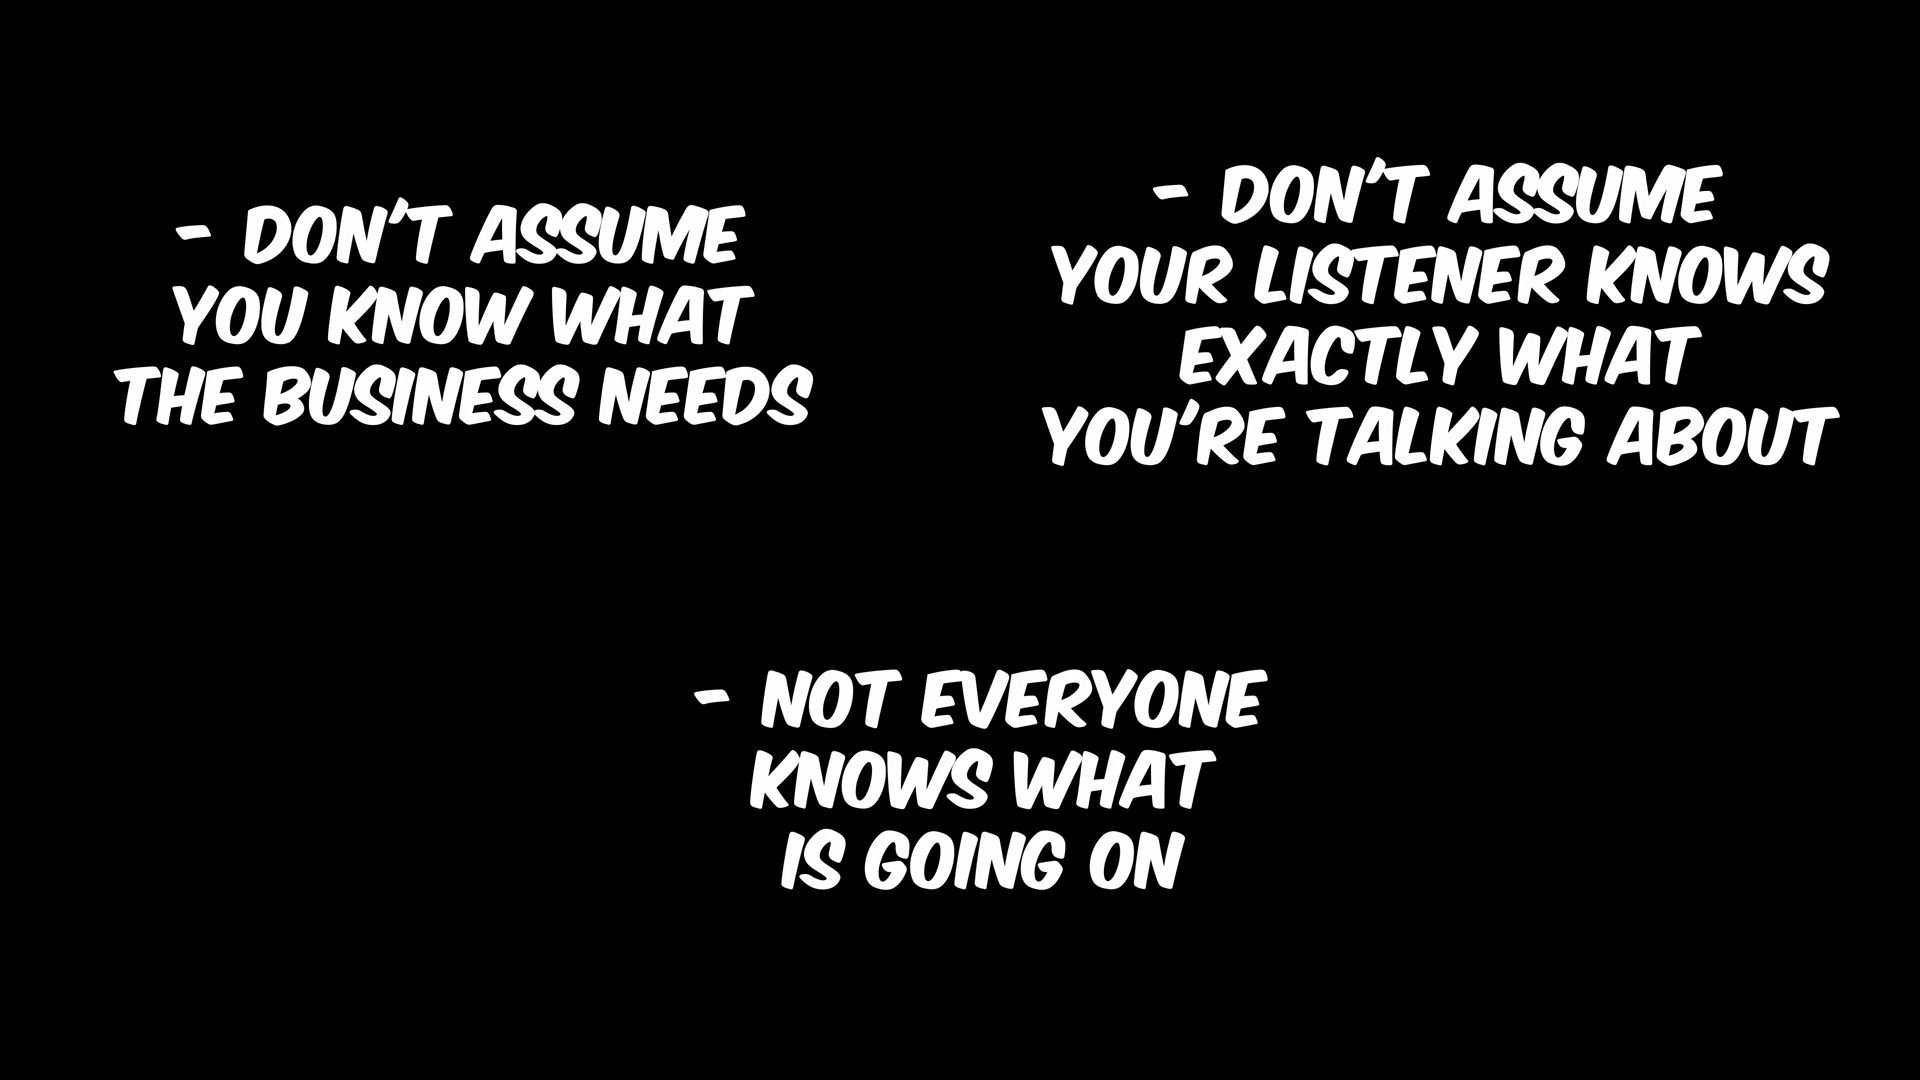 - DON'T ASSUME
YOU KNOW WHAT
THE BUSINESS NEEDS
- DON'T ASSUME
YOUR LISTENER KNOWS
EXACTLY WHAT
YOU'RE TALKING ABOUT
- NOT EVERYONE
KNOWS WHAT
IS GOING ON